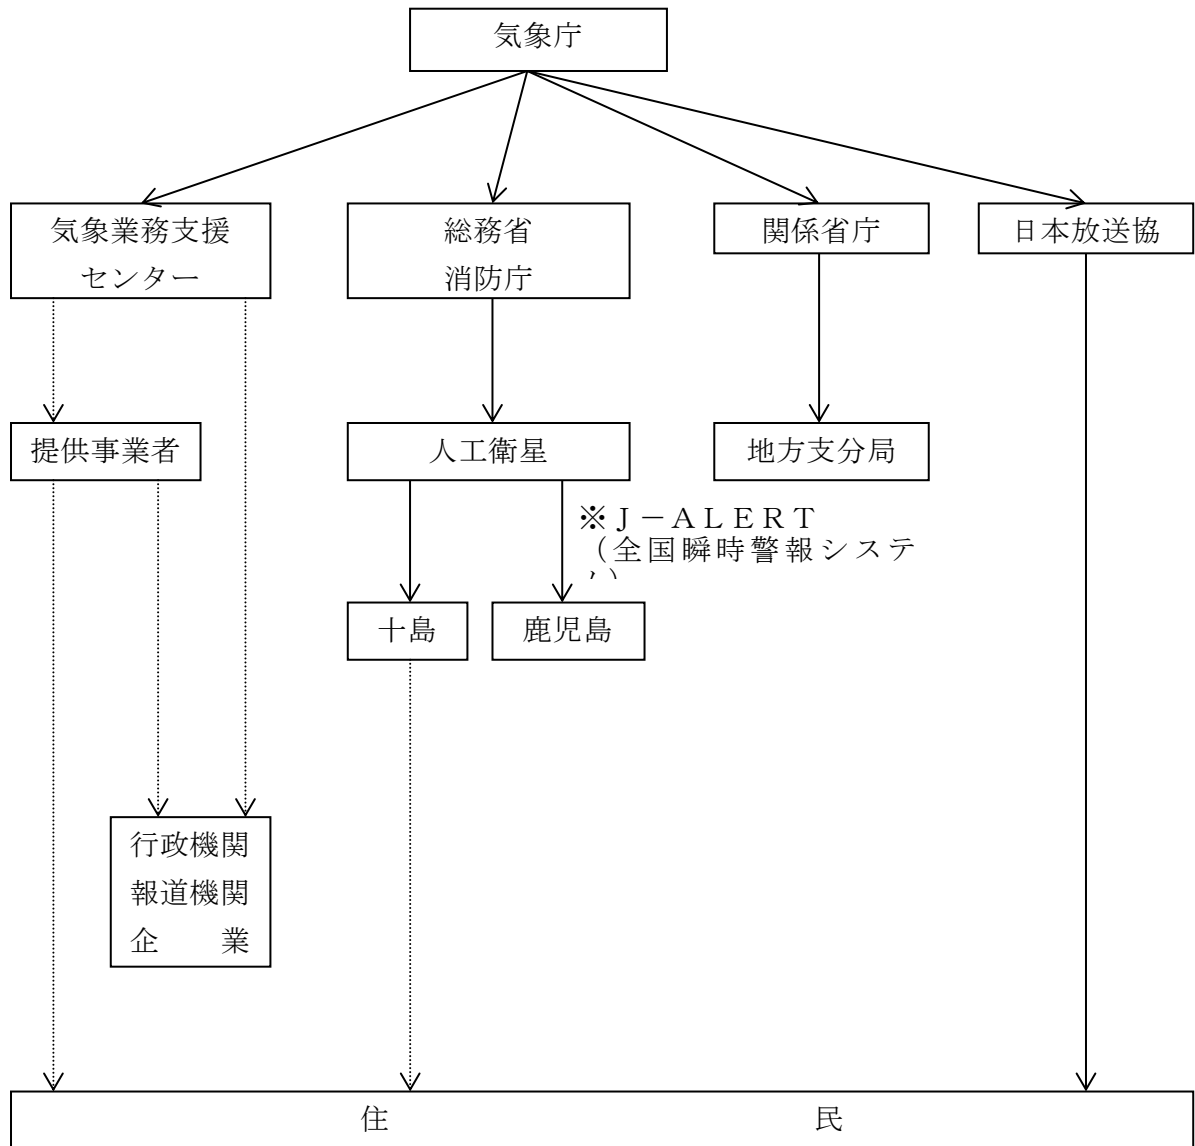 気象庁
気象業務支援
センター
総務省
消防庁
関係省庁
日本放送協
提供事業者
人工衛星
地方支分局
※J－ALERT
（全国瞬時警報システ
十島
鹿児島
行政機関
報道機関
企　　業
住　　民